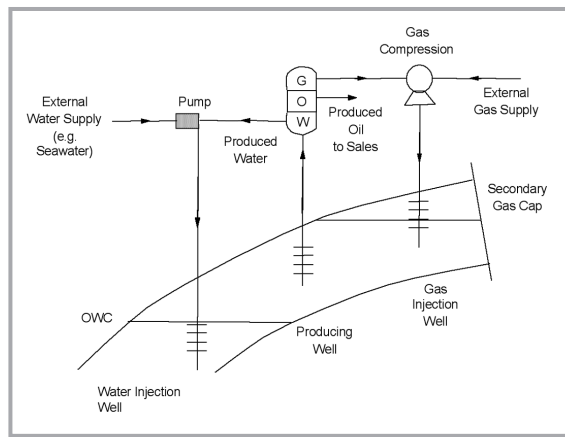 Gas
Compression
External
Water Supply
(e.g.
Seawater)
Pump
G
O
W
Produced
Water
Produced
Oil
to Sales
External
Gas Supply
Secondary
Gas Cap
OWC
Producing
Well
Gas
Injection
Well
Water Injection
Well